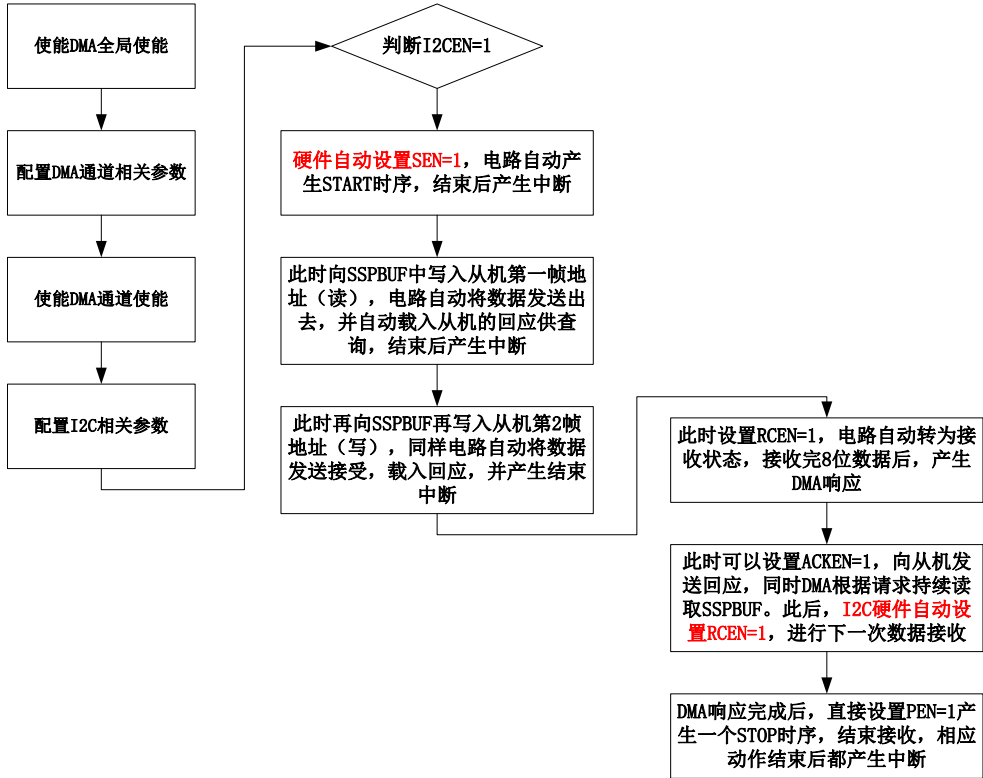 使能DMA全局使能
配置DMA通道相关参数
使能DMA通道使能
配置I2C相关参数
判断I2CEN=1
硬件自动设置SEN=1，电路自动产
生START时序，结束后产生中断
此时向SSPBUF中写入从机第一帧地
址（读），电路自动将数据发送出
去，并自动载入从机的回应供查
询，结束后产生中断
此时再向SSPBUF再写入从机第2帧
地址（写），同样电路自动将数据
发送接受，载入回应，并产生结束
中断
此时设置RCEN=1，电路自动转为接
收状态，接收完8位数据后，产生
DMA响应
此时可以设置ACKEN=1，向从机发
送回应，同时DMA根据请求持续读
取SSPBUF。此后，I2C硬件自动设
置RCEN=1，进行下一次数据接收
DMA响应完成后，直接设置PEN=1产
生一个STOP时序，结束接收，相应
动作结束后都产生中断